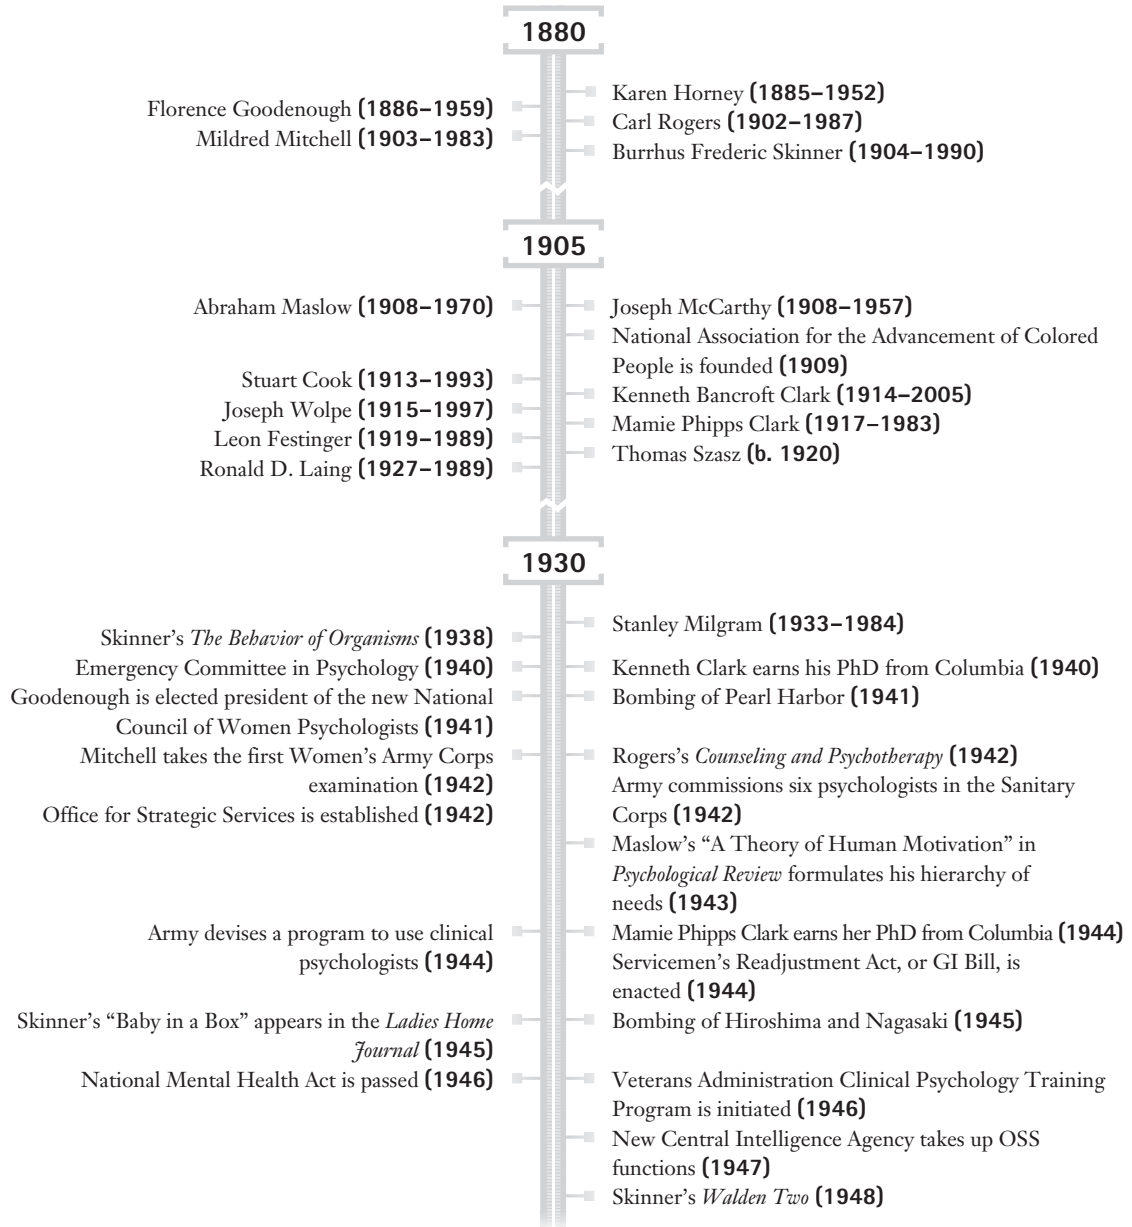 1880
Karen Horney (1885–1952)
Florence Goodenough (1886–1959)
Carl Rogers (1902–1987)
Mildred Mitchell (1903–1983)
Burrhus Frederic Skinner (1904–1990)
1905
Abraham Maslow (1908–1970)
Joseph McCarthy (1908–1957)
National Association for the Advancement of Colored
People is founded (1909)
Stuart Cook (1913–1993)
Kenneth Bancroft Clark (1914–2005)
Joseph Wolpe (1915–1997)
Mamie Phipps Clark (1917–1983)
Leon Festinger (1919–1989)
Thomas Szasz (b. 1920)
Ronald D. Laing (1927–1989)
1930
Stanley Milgram (1933–1984)
Skinner’s The Behavior of Organisms (1938)
Emergency Committee in Psychology (1940)
Kenneth Clark earns his PhD from Columbia (1940)
Goodenough is elected president of the new National
Council of Women Psychologists (1941)
Bombing of Pearl Harbor (1941)
Mitchell takes the first Women’s Army Corps
examination (1942)
Office for Strategic Services is established (1942)
Rogers’s Counseling and Psychotherapy (1942)
Army commissions six psychologists in the Sanitary
Corps (1942)
Maslow’s “A Theory of Human Motivation” in
Psychological Review formulates his hierarchy of
needs (1943)
Army devises a program to use clinical
psychologists (1944)
Mamie Phipps Clark earns her PhD from Columbia (1944)
Servicemen’s Readjustment Act, or GI Bill, is
enacted (1944)
Skinner’s “Baby in a Box” appears in the Ladies Home
Journal (1945)
Bombing of Hiroshima and Nagasaki (1945)
National Mental Health Act is passed (1946)
Veterans Administration Clinical Psychology Training
Program is initiated (1946)
New Central Intelligence Agency takes up OSS
functions (1947)
Skinner’s Walden Two (1948)